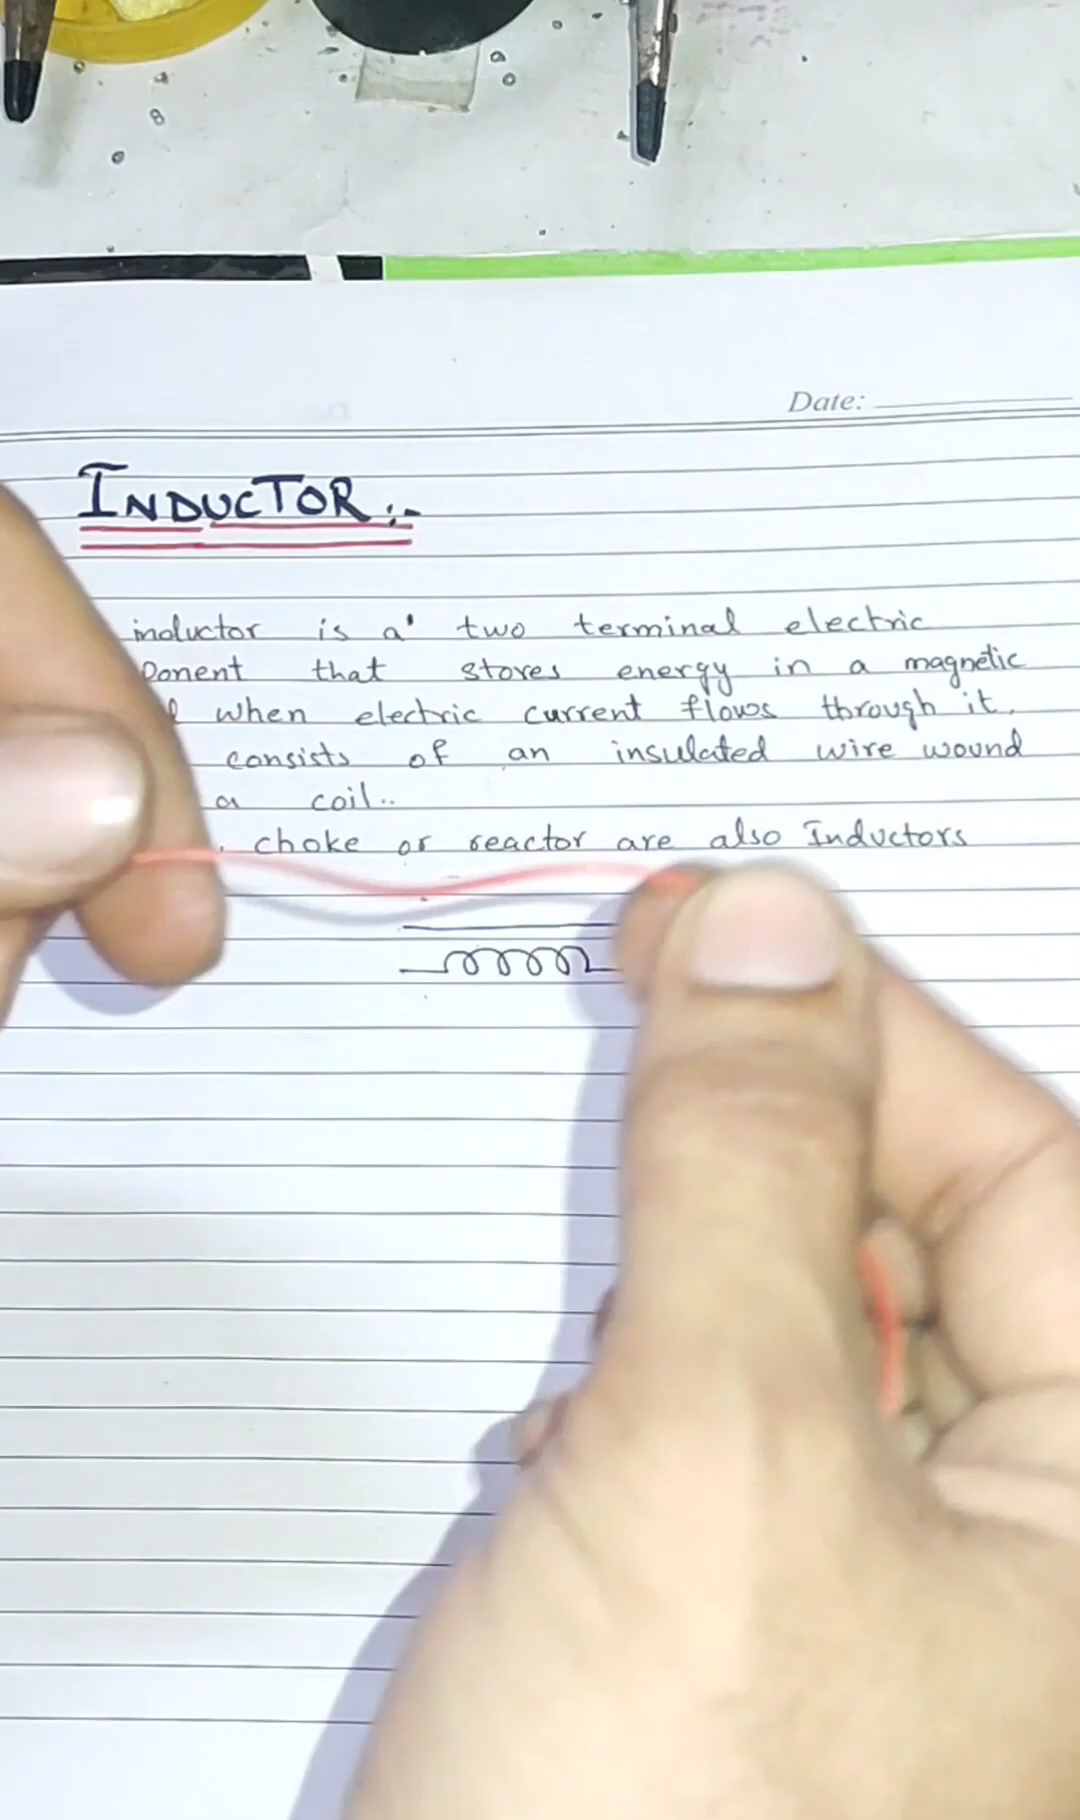 Date:
INDUCTOR :-
inductor is a two terminal electric
ponent that stores energy in a magnetic
when electric current flows through it.
consists of an insulated wire wound
a coil..
choke or reactor are also Inductors